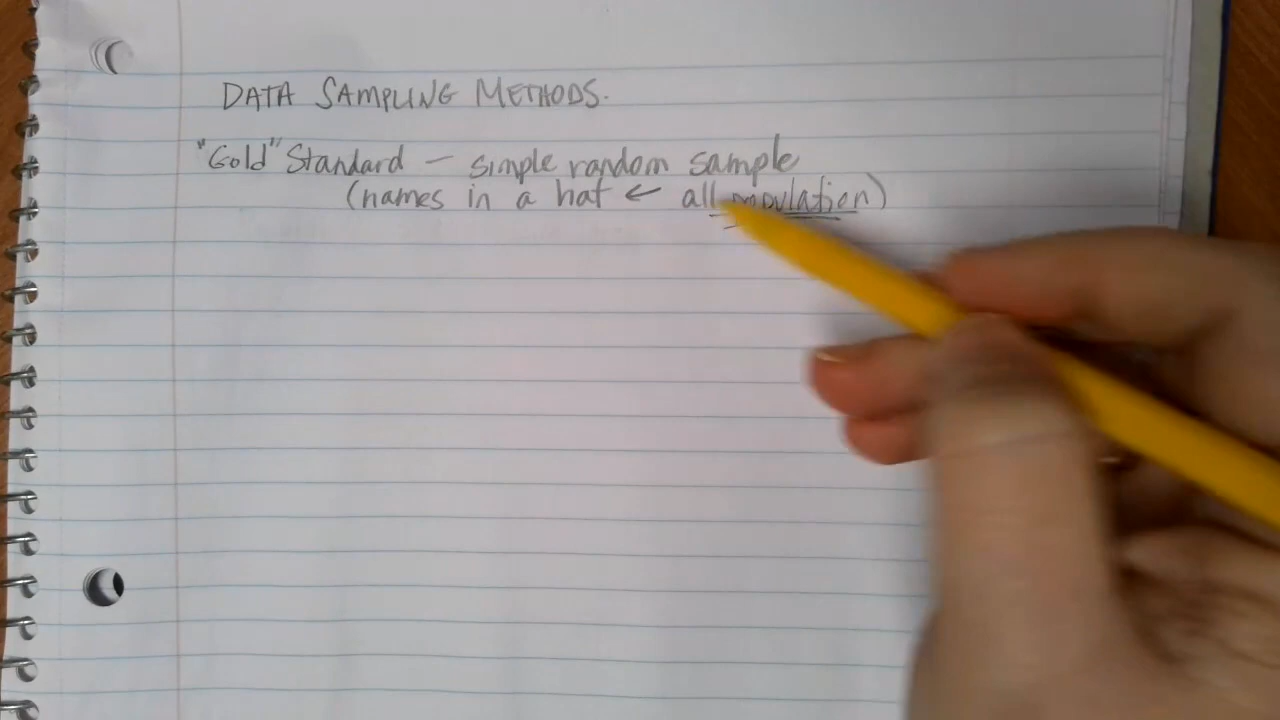 DATA SAMPLING METHODS.
"Gold" Standard — simple random sample
(names in a hat ← all population)